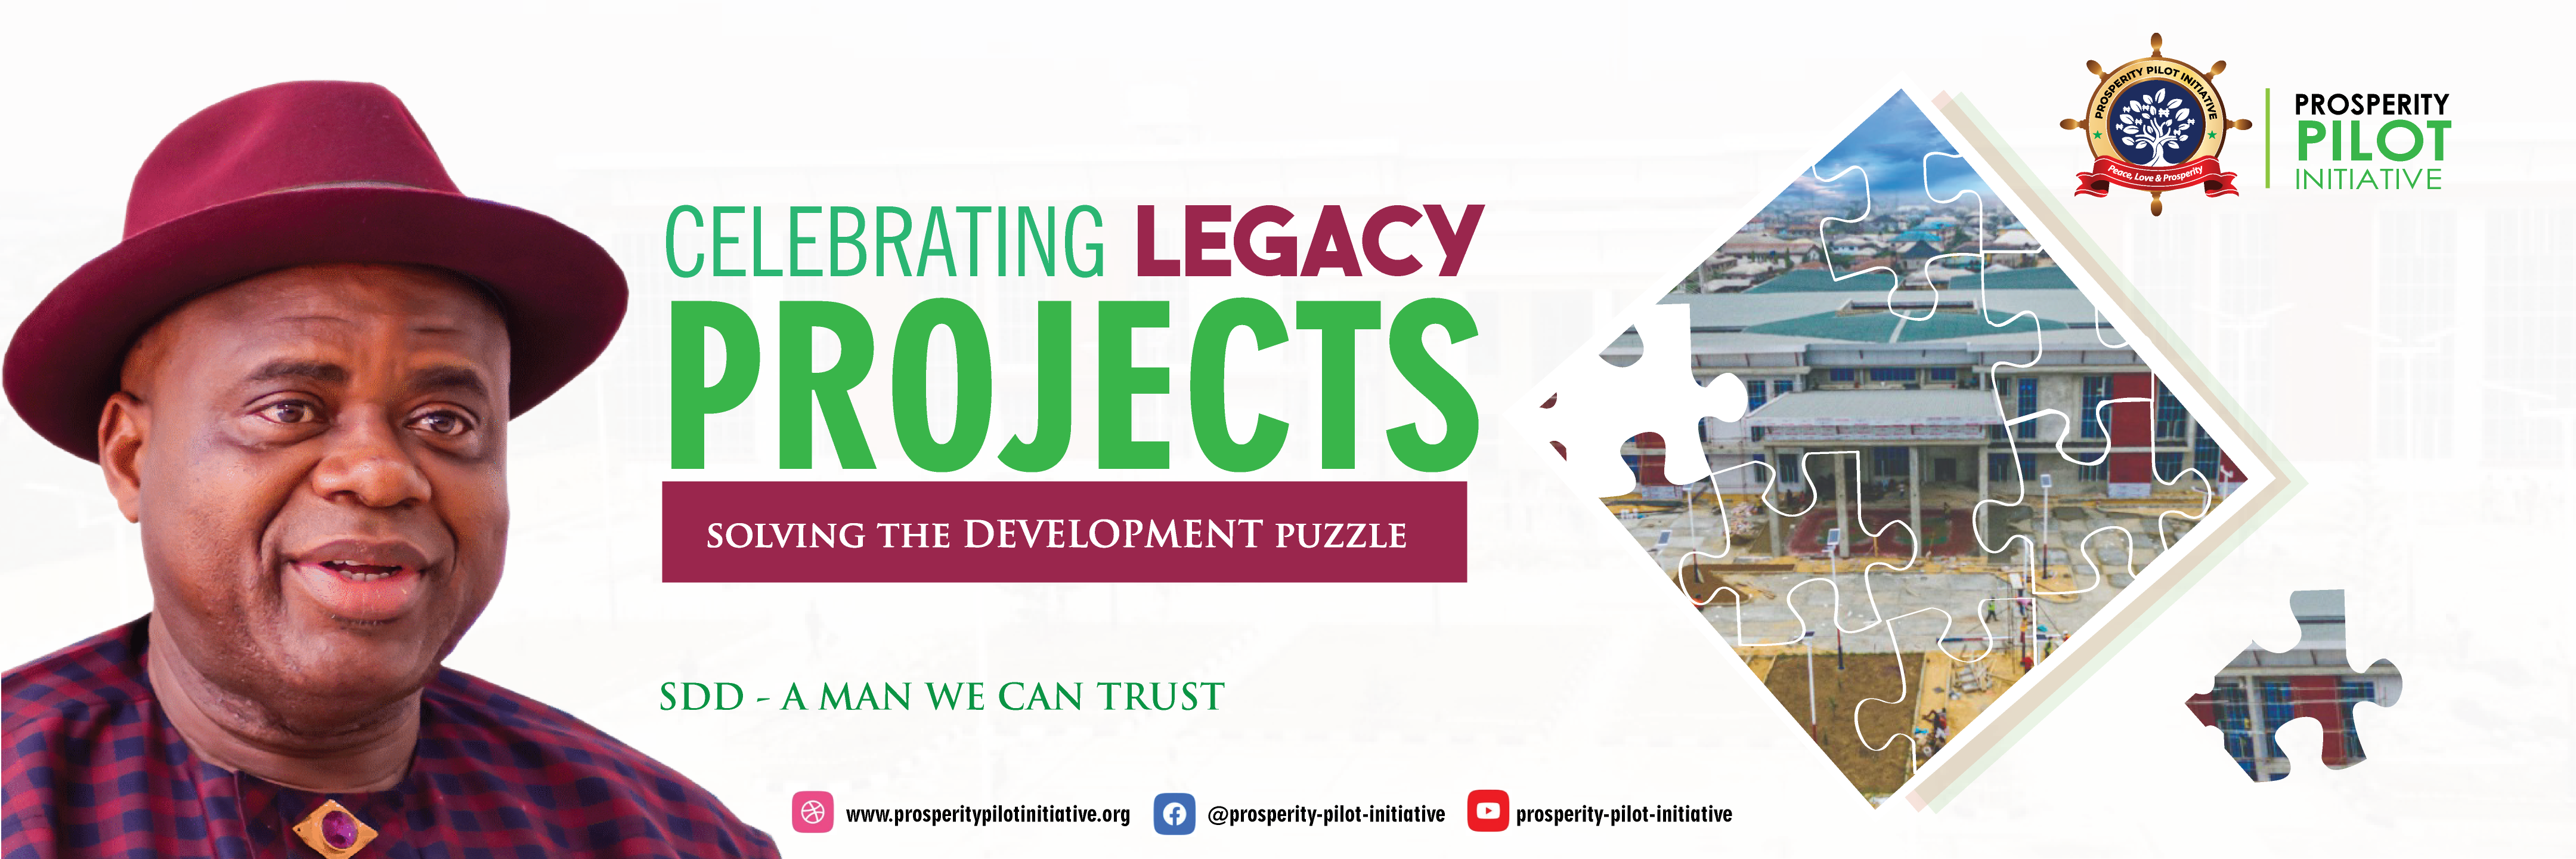 CELEBRATING LEGACY
PROJECTS
SOLVING THE DEVELOPMENT PUZZLE
SDD - A MAN WE CAN TRUST
www.prosperitypilotinitiative.org
@prosperity-pilot-initiative
prosperity-pilot-initiative
PROSPERITY PILOT INITIATIVE
Peace, Love & Prosperity
PROSPERITY
PILOT
INITIATIVE